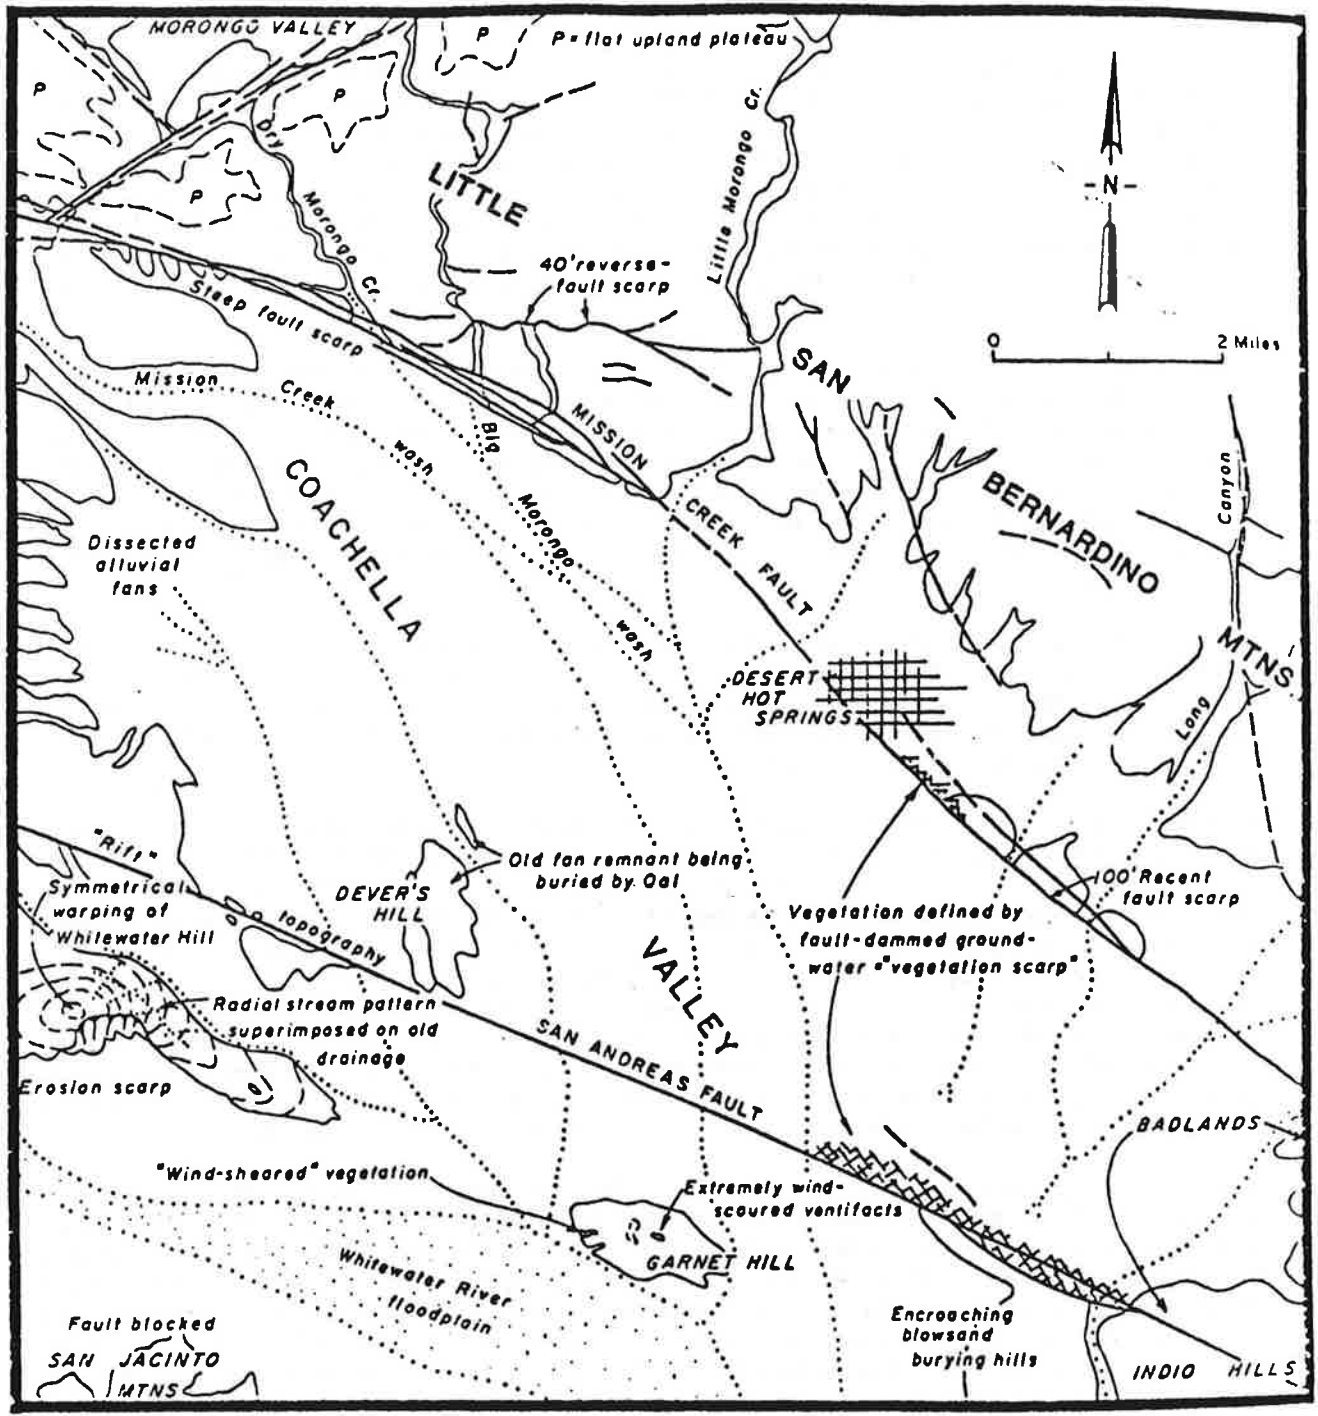 MORONGO VALLEY
P
P = flat upland plateau
P
P
P
Dry
Morongo
Cr.
Little Morongo Cr.
LITTLE
- N -
40' reverse-
fault scarp
0
2 Miles
Steep fault scarp
SAN
Mission
Creek
wash
Big
Morongo
wash
MISSION
CREEK
FAULT
BERNARDINO
Canyon
COACHELLA
Dissected
alluvial
fans
MTNS
Long
DESERT
HOT
SPRINGS
"Rift"
topography
Old fan remnant being
buried by Qal
DEVER'S
HILL
100' Recent
fault scarp
Symmetrical
warping of
Whitewater Hill
Vegetation defined by
fault-dammed ground-
water = "vegetation scarp"
VALLEY
Radial stream pattern
superimposed on old
drainage
SAN ANDREAS FAULT
Erosion scarp
BADLANDS
"Wind-sheared" vegetation
Extremely wind-
scoured ventifacts
GARNET HILL
Whitewater River
floodplain
Encroaching
blowsand
burying hills
Fault blocked
SAN JACINTO
MTNS
INDIO HILLS